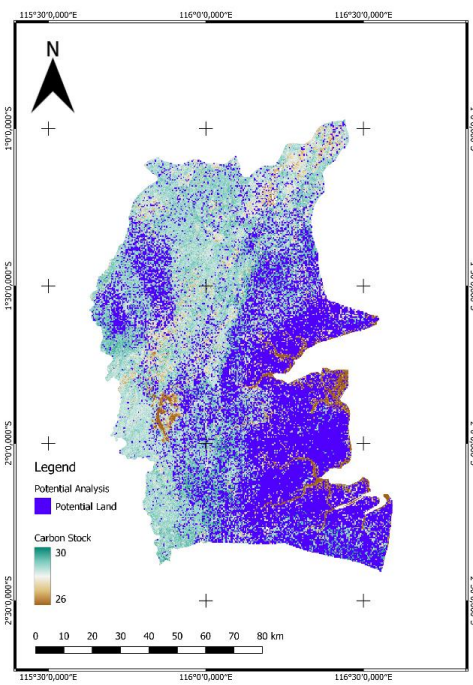 115°30'0,000"E 116°0'0,000"E 116°30'0,000"E
N
1°0'0,000"S
1°30'0,000"S
2°0'0,000"S
2°30'0,000"S
Legend
Potential Analysis
Potential Land
Carbon Stock
30
26
0 10 20 30 40 50 60 70 80 km
115°30'0,000"E 116°0'0,000"E 116°30'0,000"E